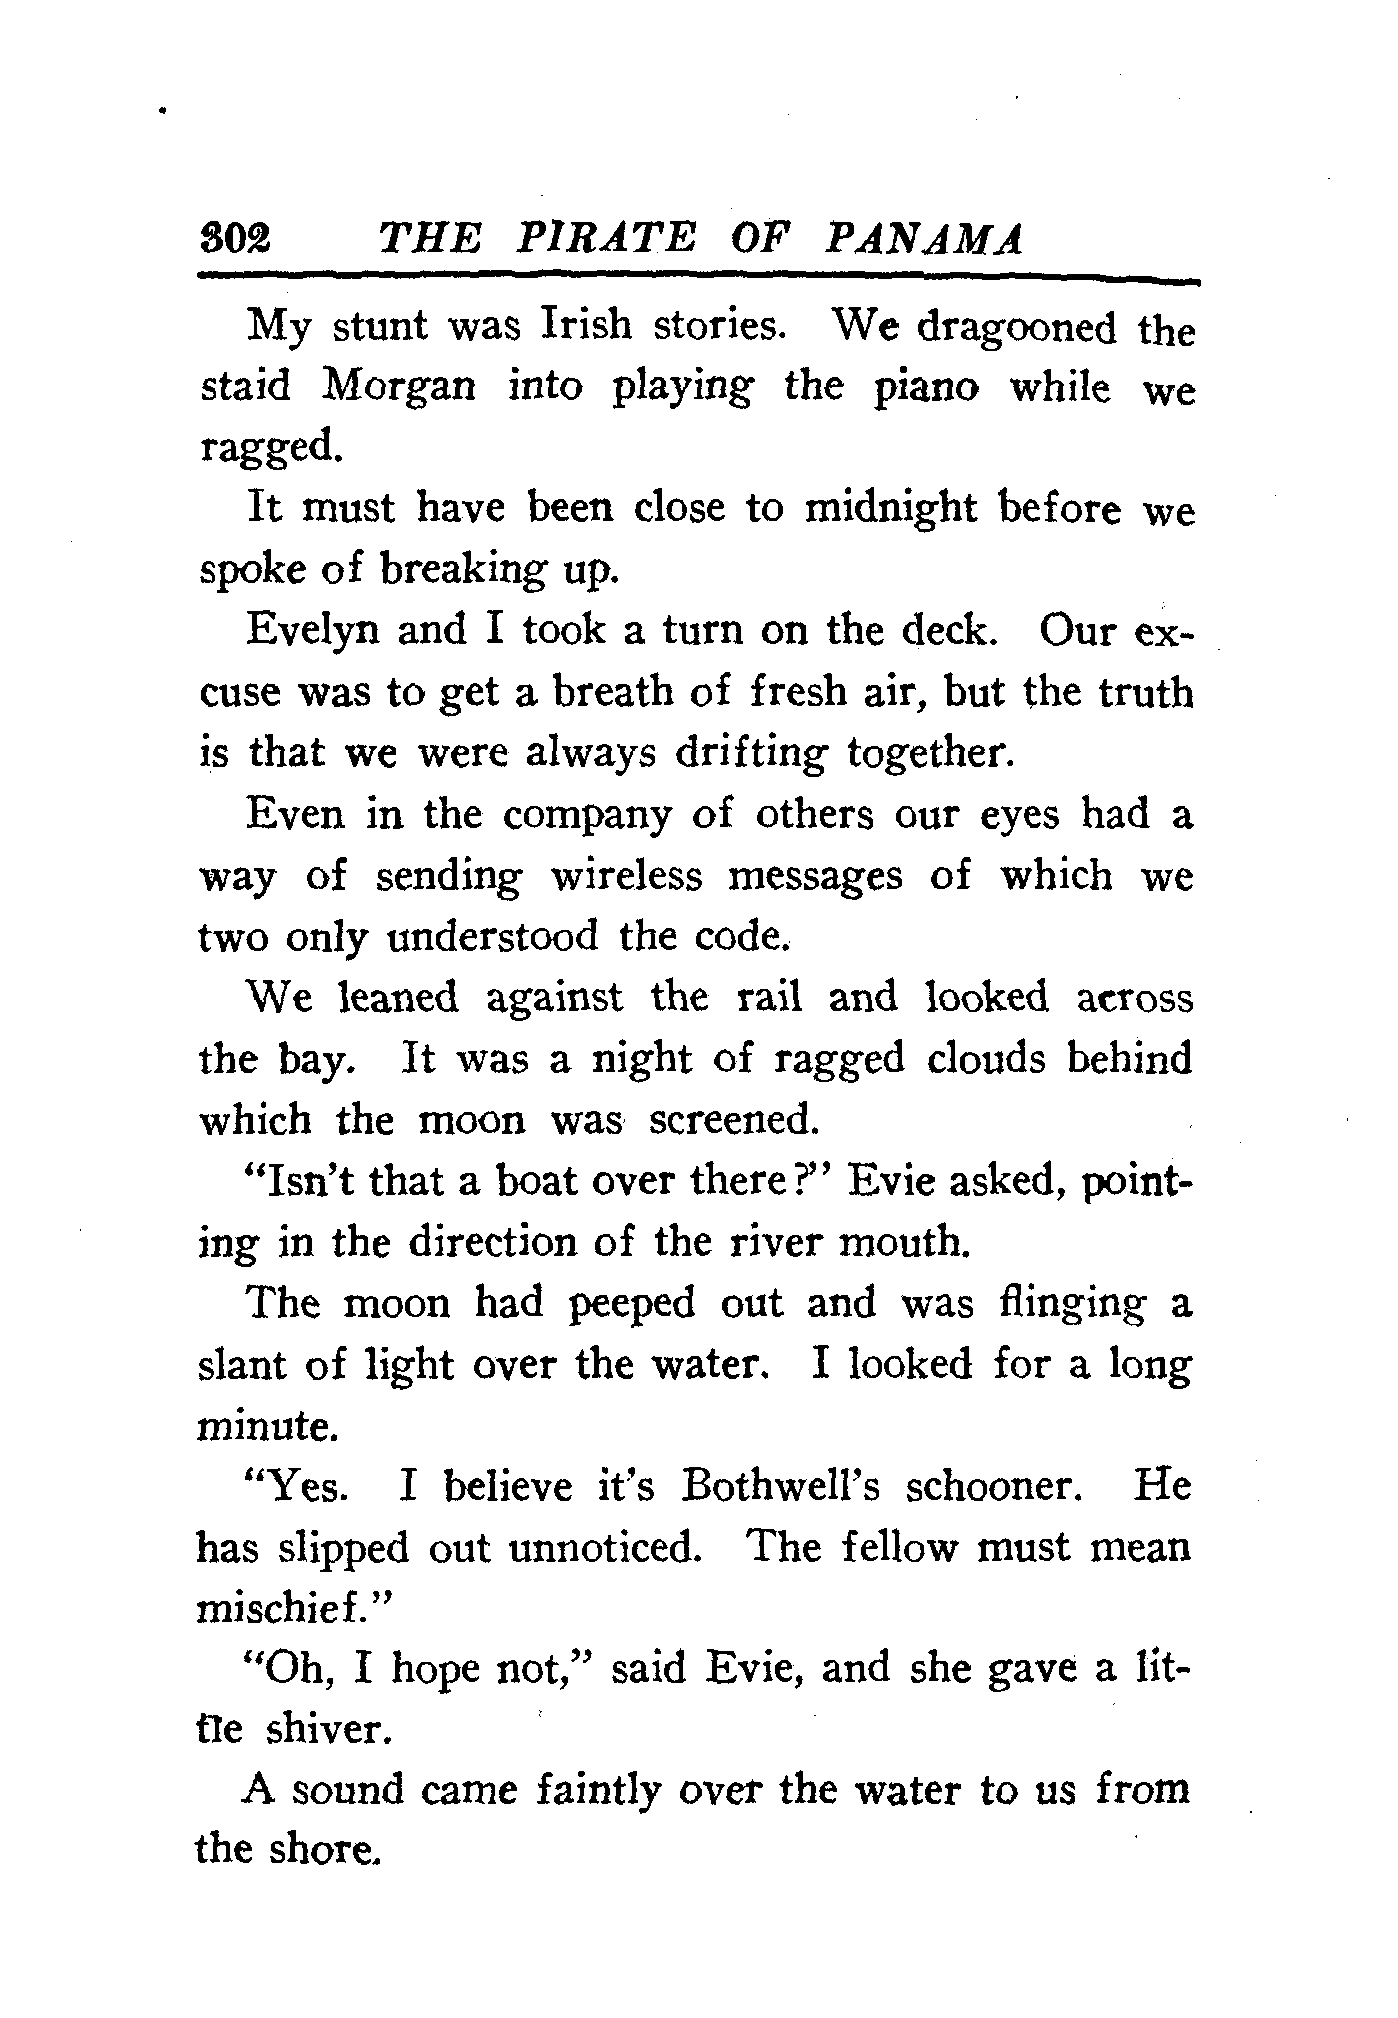 302 THE PIRATE OF PANAMA
My stunt was Irish stories. We dragooned the
staid Morgan into playing the piano while we
ragged.
It must have been close to midnight before we
spoke of breaking up.
Evelyn and I took a turn on the deck. Our ex-
cuse was to get a breath of fresh air, but the truth
is that we were always drifting together.
Even in the company of others our eyes had a
way of sending wireless messages of which we
two only understood the code.
We leaned against the rail and looked across
the bay. It was a night of ragged clouds behind
which the moon was screened.
“Isn’t that a boat over there?” Evie asked, point-
ing in the direction of the river mouth.
The moon had peeped out and was flinging a
slant of light over the water. I looked for a long
minute.
“Yes. I believe it’s Bothwell’s schooner. He
has slipped out unnoticed. The fellow must mean
mischief.”
“Oh, I hope not,” said Evie, and she gave a lit-
tle shiver.
A sound came faintly over the water to us from
the shore.